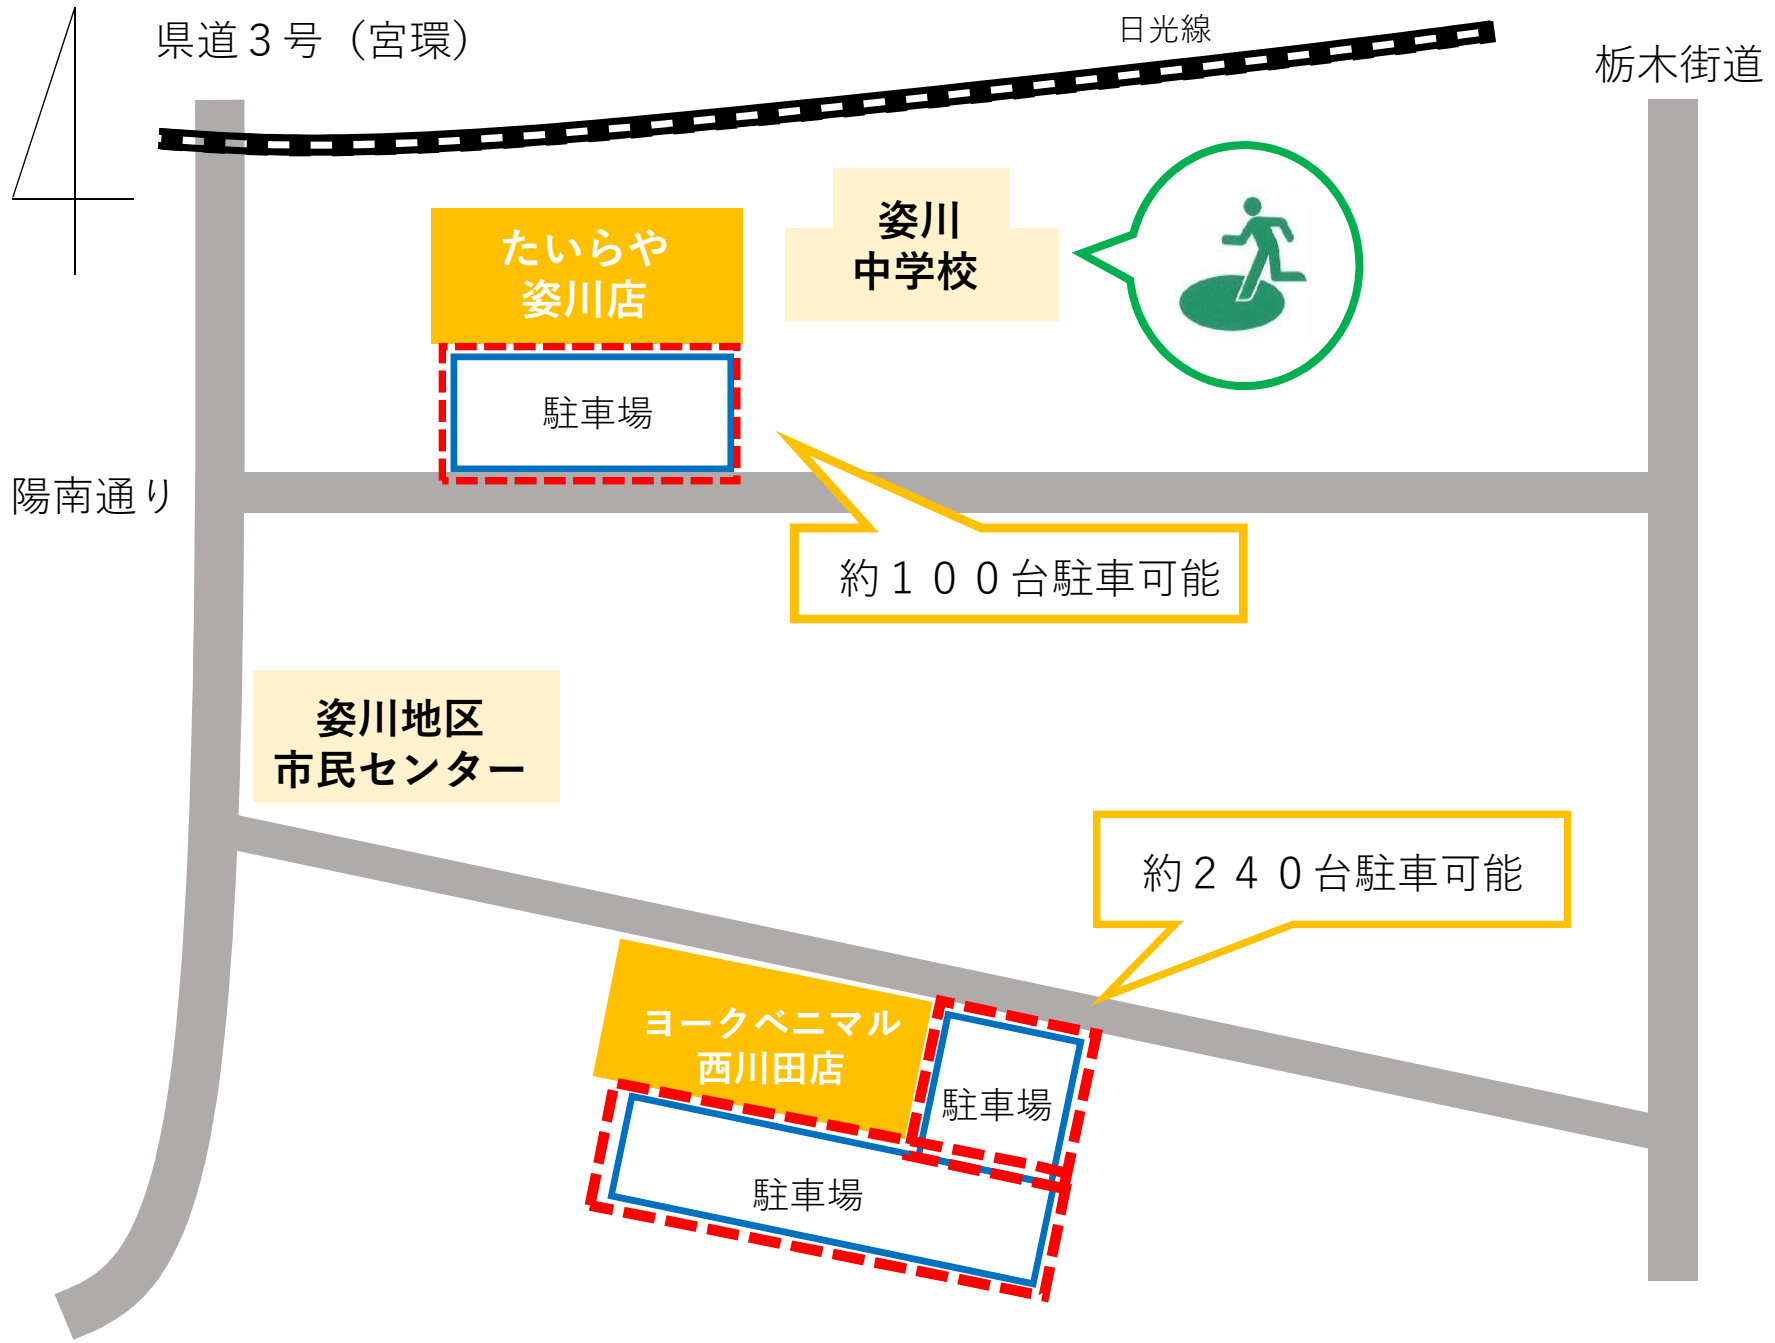 県道３号（宮環）
日光線
栃木街道
たいらや
姿川店
姿川
中学校
駐車場
陽南通り
約１００台駐車可能
姿川地区
市民センター
約２４０台駐車可能
ヨークベニマル
西川田店
駐車場
駐車場